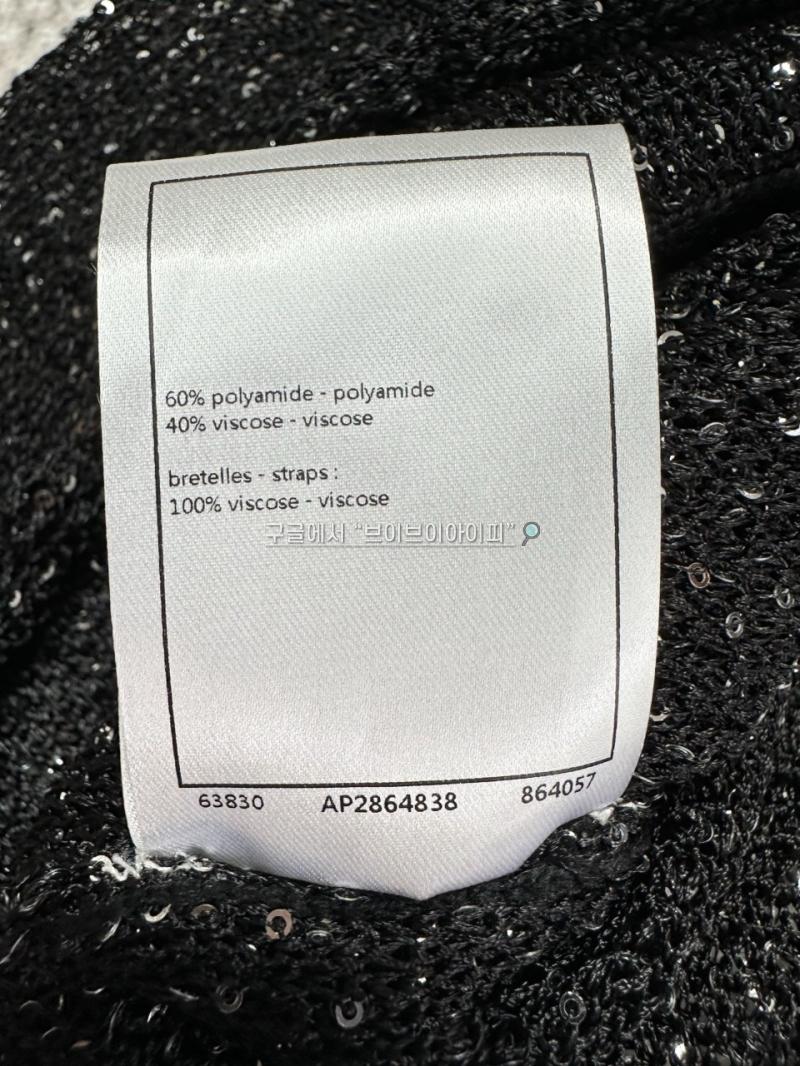 60% polyamide - polyamide
40% viscose - viscose
bretelles - straps :
100% viscose - viscose
구글에서 “브이브이아이피”
63830 AP2864838 864057